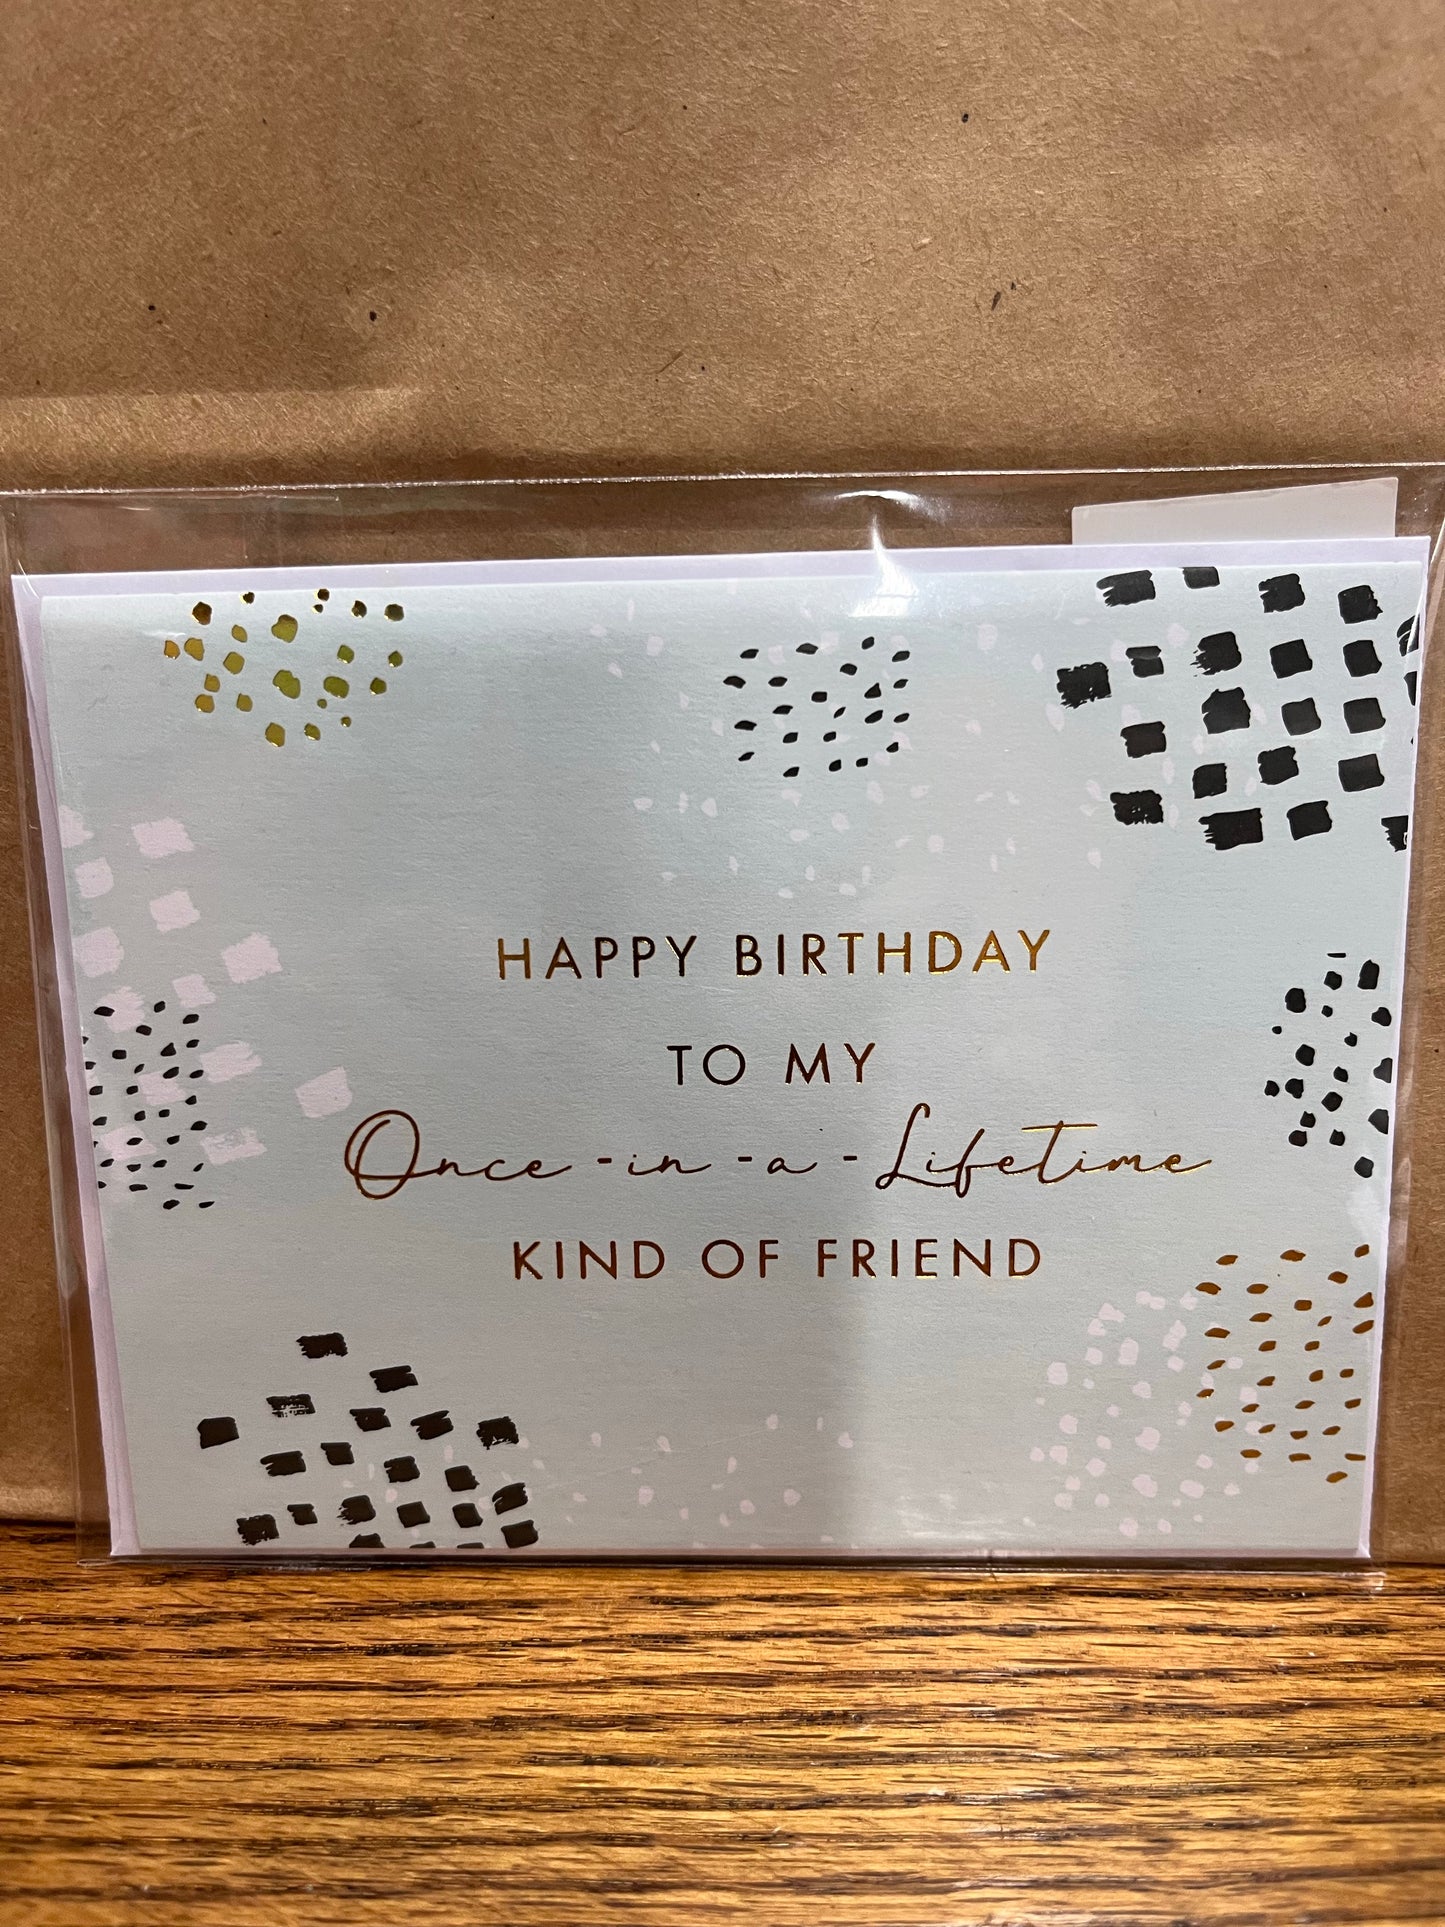 HAPPY BIRTHDAY
TO MY
Once-in-a-Lifetime
KIND OF FRIEND